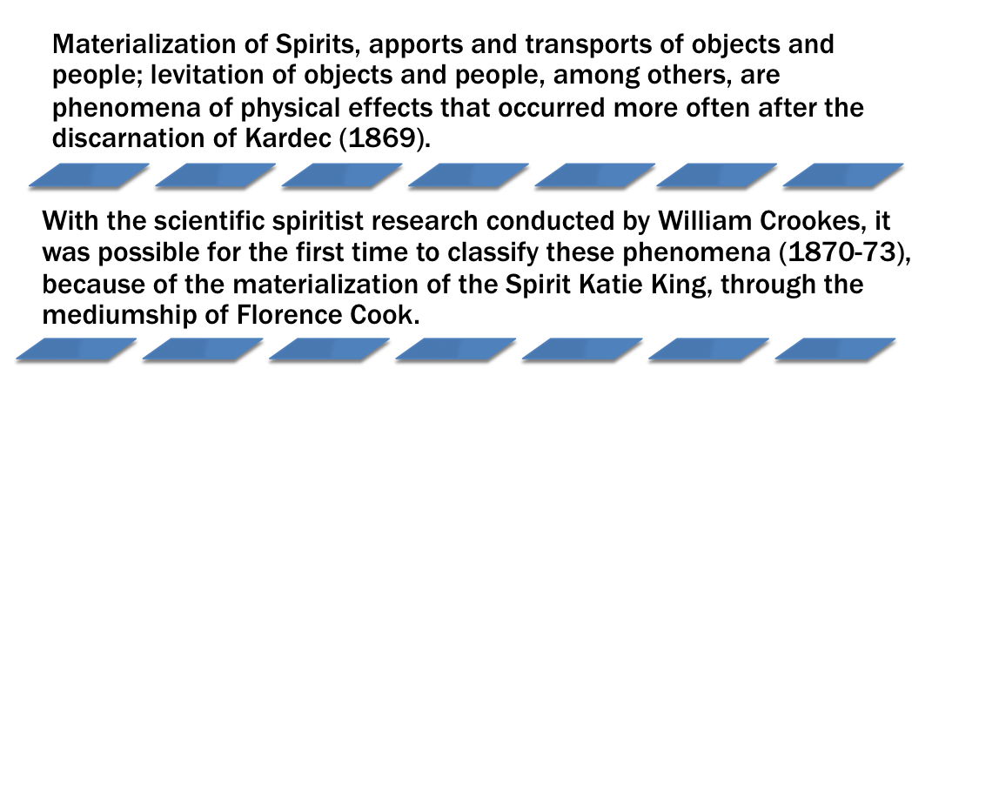 Materialization of Spirits, apports and transports of objects and
people; levitation of objects and people, among others, are
phenomena of physical effects that occurred more often after the
discarnation of Kardec (1869).
With the scientific spiritist research conducted by William Crookes, it
was possible for the first time to classify these phenomena (1870-73),
because of the materialization of the Spirit Katie King, through the
mediumship of Florence Cook.